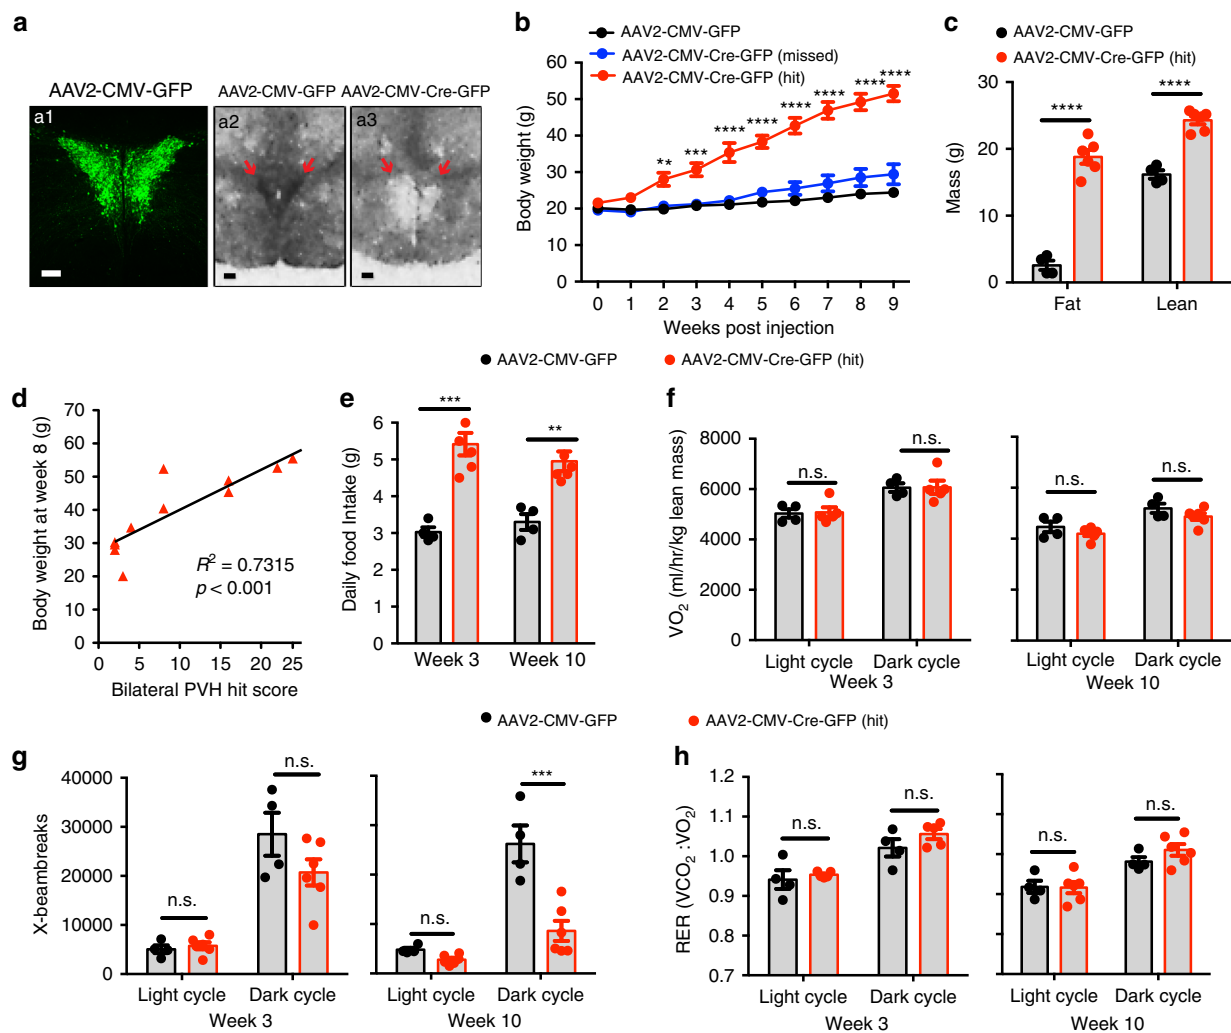 a
AAV2-CMV-GFP
a1
AAV2-CMV-GFP
a2
AAV2-CMV-Cre-GFP
a3
b
AAV2-CMV-GFP
AAV2-CMV-Cre-GFP (missed)
AAV2-CMV-Cre-GFP (hit)
60
50
40
30
20
10
0
Body weight (g)
**
***
****
****
****
****
****
****
0 1 2 3 4 5 6 7 8 9
Weeks post injection
c
AAV2-CMV-GFP
AAV2-CMV-Cre-GFP (hit)
30
20
10
0
Mass (g)
****
****
Fat Lean
AAV2-CMV-GFP AAV2-CMV-Cre-GFP (hit)
d
70
60
50
40
30
20
10
0
Body weight at week 8 (g)
R² = 0.7315
p < 0.001
0 5 10 15 20 25
Bilateral PVH hit score
e
6
5
4
3
2
1
0
Daily food Intake (g)
***
**
Week 3 Week 10
f
8000
6000
4000
2000
0
VO₂ (ml/hr/kg lean mass)
n.s.
n.s.
Light cycle Dark cycle
Week 3
n.s.
n.s.
Light cycle Dark cycle
Week 10
AAV2-CMV-GFP AAV2-CMV-Cre-GFP (hit)
g
40000
30000
20000
10000
0
X-beambreaks
n.s.
n.s.
Light cycle Dark cycle
Week 3
n.s.
***
Light cycle Dark cycle
Week 10
h
1.2
1.1
1.0
0.9
0.8
0.7
RER (VCO₂ :VO₂)
n.s.
n.s.
Light cycle Dark cycle
Week 3
n.s.
n.s.
Light cycle Dark cycle
Week 10